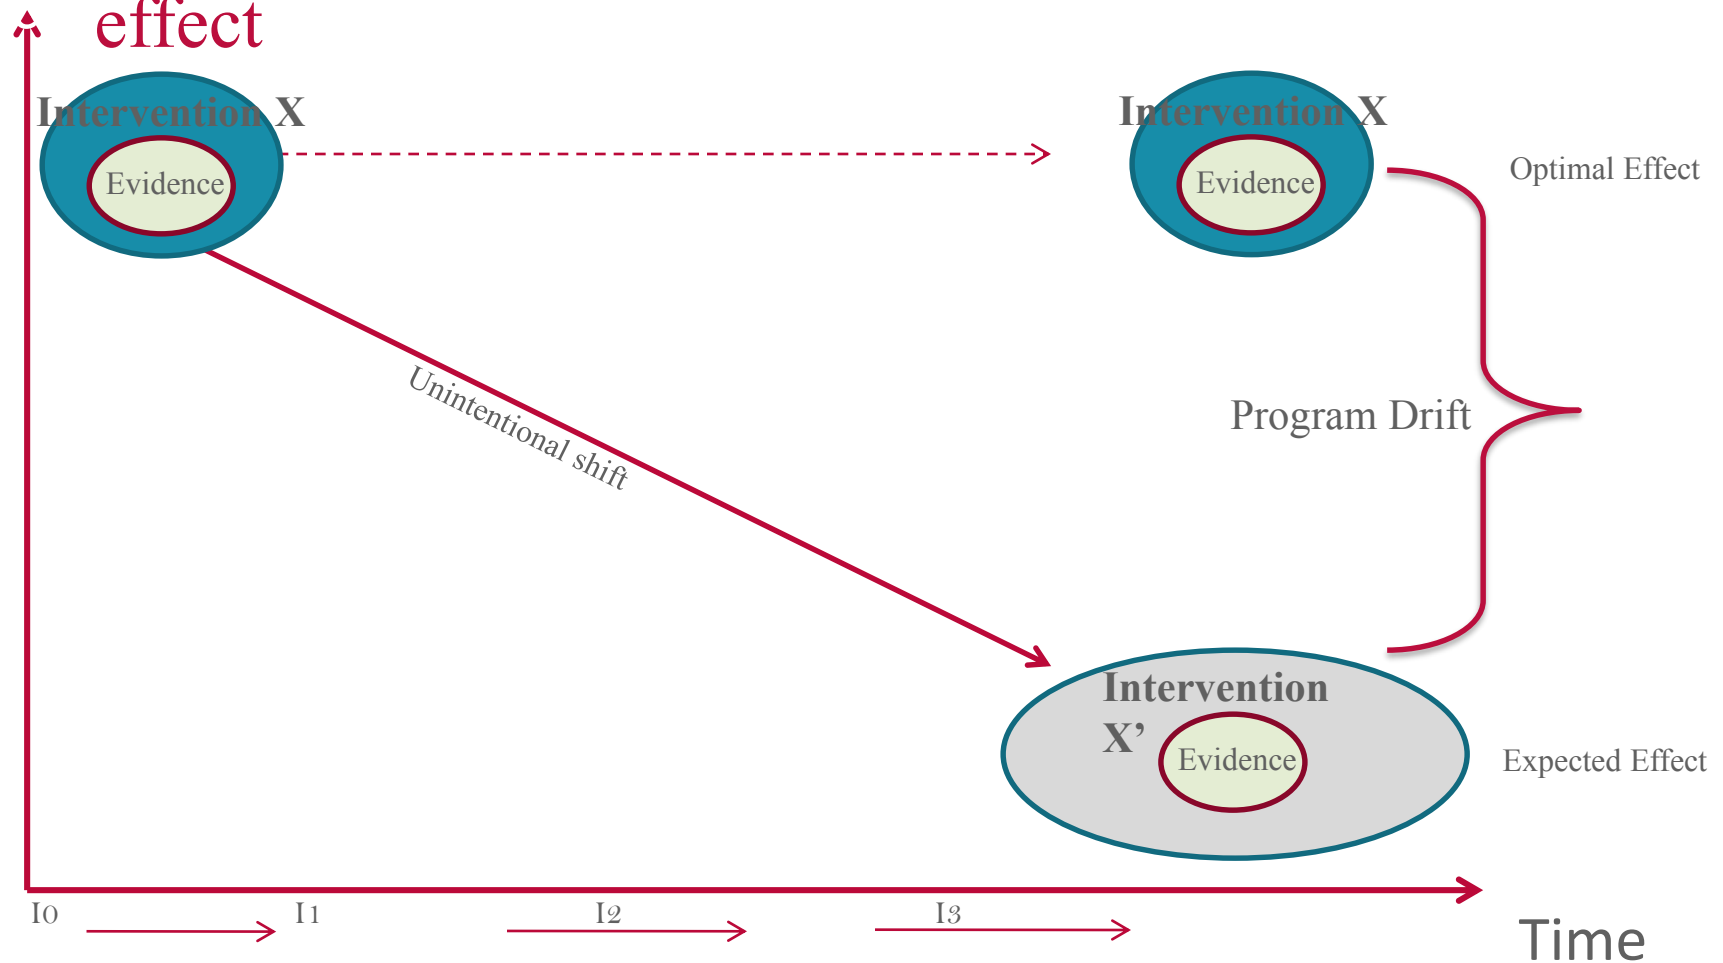 effect
Intervention X
Evidence
Intervention X
Evidence
Optimal Effect
Unintentional shift
Program Drift
Intervention
X’
Evidence
Expected Effect
I0
I1
I2
I3
Time